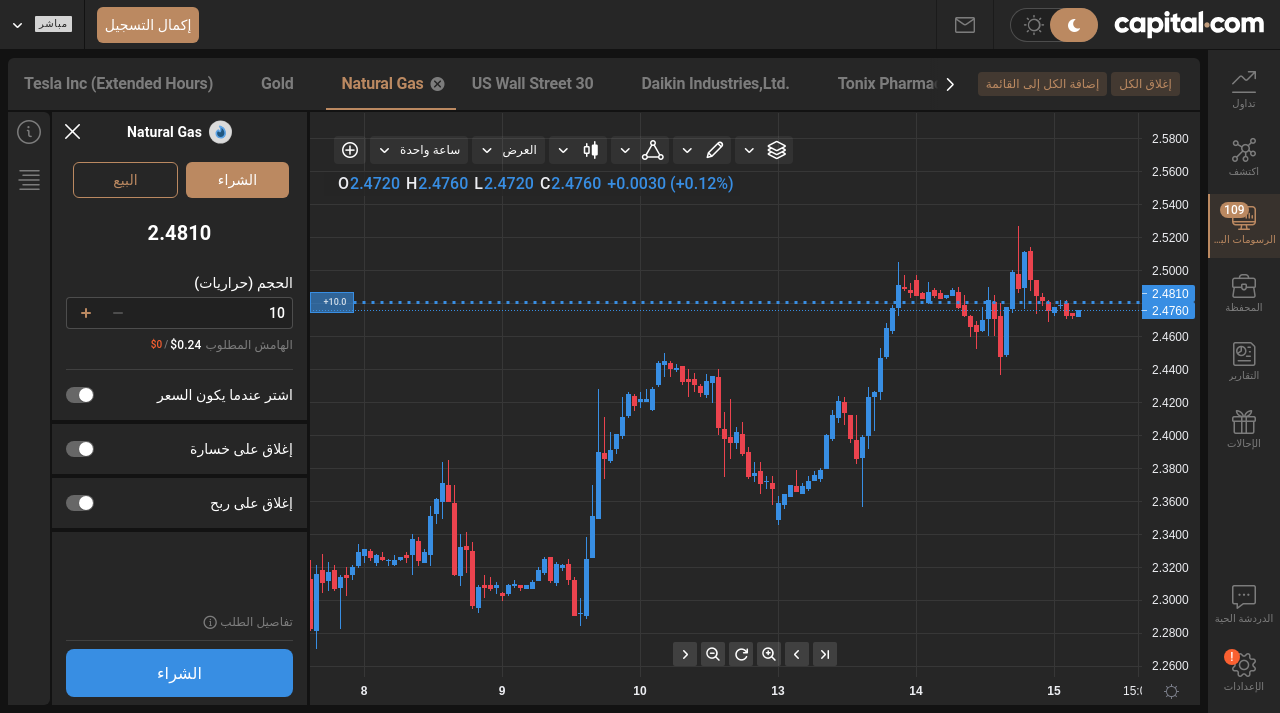 مباشر
إكمال التسجيل
capital.com
Tesla Inc (Extended Hours)
Gold
Natural Gas
US Wall Street 30
Daikin Industries,Ltd.
Tonix Pharmac
إضافة الكل إلى القائمة
إغلاق الكل
تداول
اكتشف
109
الرسومات الب...
المحفظة
التقارير
الإحالات
الدردشة الحية
!
الإعدادات
Natural Gas
البيع
الشراء
2.4810
الحجم (حراريات)
10
الهامش المطلوب $0.24 / $0
اشتر عندما يكون السعر
إغلاق على خسارة
إغلاق على ربح
تفاصيل الطلب
الشراء
ساعة واحدة
العرض
O2.4720 H2.4760 L2.4720 C2.4760 +0.0030 (+0.12%)
+10.0
2.5800
2.5600
2.5400
2.5200
2.5000
2.4810
2.4760
2.4600
2.4400
2.4200
2.4000
2.3800
2.3600
2.3400
2.3200
2.3000
2.2800
2.2600
8
9
10
13
14
15
15:0